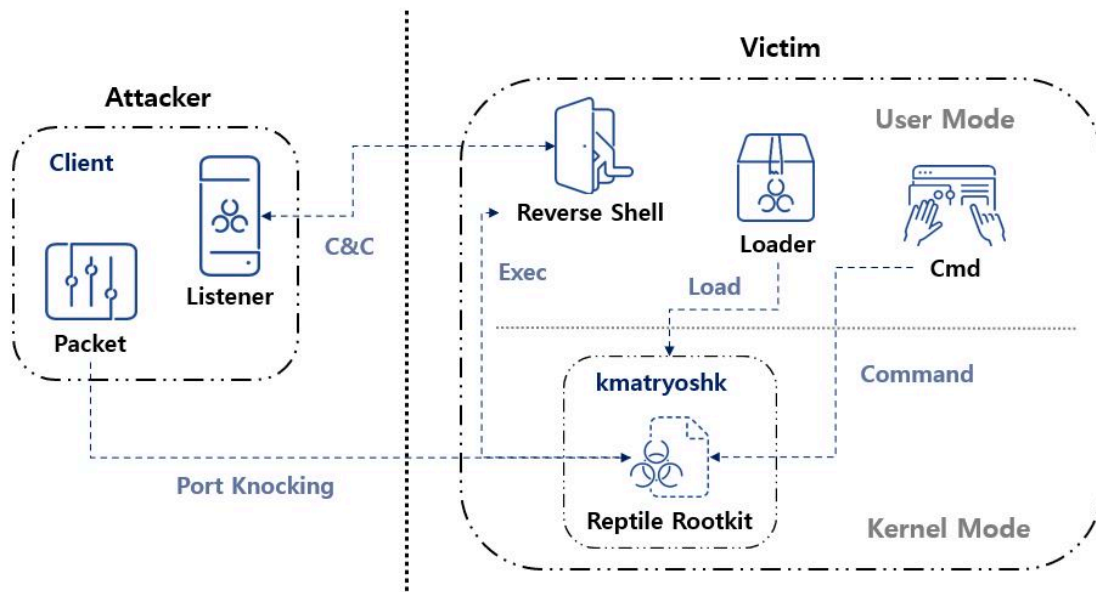 Victim
Attacker
User Mode
Client
Reverse Shell
Loader
Cmd
C&C
Exec
Load
Listener
Packet
kmatryoshk
Command
Port Knocking
Reptile Rootkit
Kernel Mode